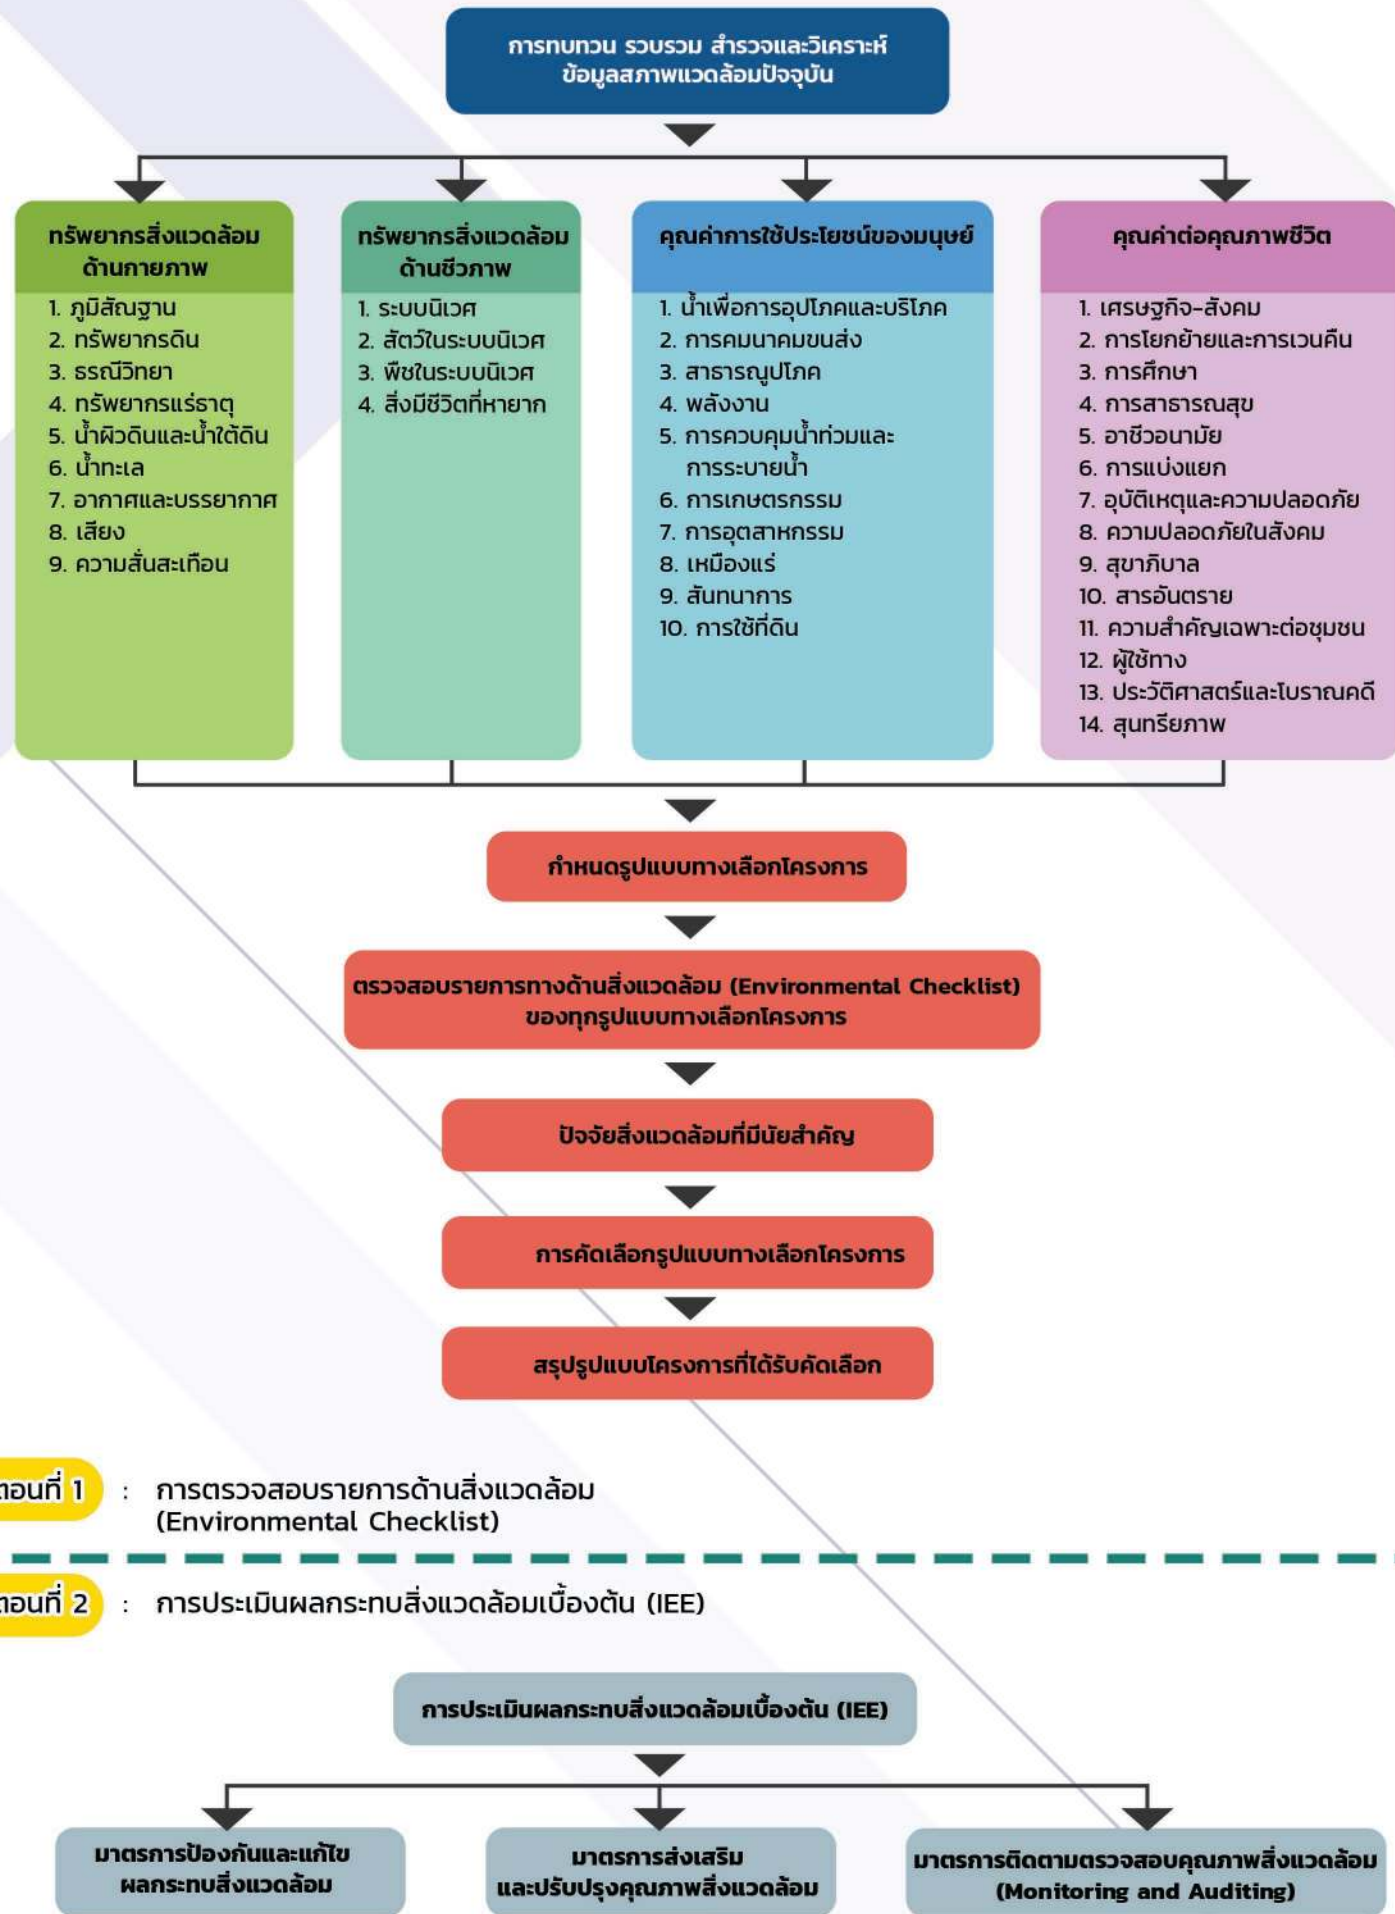 การทบทวน รวบรวม สำรวจและวิเคราะห์
ข้อมูลสภาพแวดล้อมปัจจุบัน
ทรัพยากรสิ่งแวดล้อม
ด้านกายภาพ
1. ภูมิสัณฐาน
2. ทรัพยากรดิน
3. ธรณีวิทยา
4. ทรัพยากรแร่ธาตุ
5. น้ำผิวดินและน้ำใต้ดิน
6. น้ำทะเล
7. อากาศและบรรยากาศ
8. เสียง
9. ความสั่นสะเทือน
ทรัพยากรสิ่งแวดล้อม
ด้านชีวภาพ
1. ระบบนิเวศ
2. สัตว์ในระบบนิเวศ
3. พืชในระบบนิเวศ
4. สิ่งมีชีวิตที่หายาก
คุณค่าการใช้ประโยชน์ของมนุษย์
1. น้ำเพื่อการอุปโภคและบริโภค
2. การคมนาคมขนส่ง
3. สาธารณูปโภค
4. พลังงาน
5. การควบคุมน้ำท่วมและ
การระบายน้ำ
6. การเกษตรกรรม
7. การอุตสาหกรรม
8. เหมืองแร่
9. สันทนาการ
10. การใช้ที่ดิน
คุณค่าต่อคุณภาพชีวิต
1. เศรษฐกิจ-สังคม
2. การโยกย้ายและการเวนคืน
3. การศึกษา
4. การสาธารณสุข
5. อาชีวอนามัย
6. การแบ่งแยก
7. อุบัติเหตุและความปลอดภัย
8. ความปลอดภัยในสังคม
9. สุขาภิบาล
10. สารอันตราย
11. ความสำคัญเฉพาะต่อชุมชน
12. ผู้ใช้ทาง
13. ประวัติศาสตร์และโบราณคดี
14. สุนทรียภาพ
กำหนดรูปแบบทางเลือกโครงการ
ตรวจสอบรายการทางด้านสิ่งแวดล้อม (Environmental Checklist)
ของทุกรูปแบบทางเลือกโครงการ
ปัจจัยสิ่งแวดล้อมที่มีนัยสำคัญ
การคัดเลือกรูปแบบทางเลือกโครงการ
สรุปรูปแบบโครงการที่ได้รับคัดเลือก
ตอนที่ 1 : การตรวจสอบรายการด้านสิ่งแวดล้อม
(Environmental Checklist)
ตอนที่ 2 : การประเมินผลกระทบสิ่งแวดล้อมเบื้องต้น (IEE)
การประเมินผลกระทบสิ่งแวดล้อมเบื้องต้น (IEE)
มาตรการป้องกันและแก้ไข
ผลกระทบสิ่งแวดล้อม
มาตรการส่งเสริม
และปรับปรุงคุณภาพสิ่งแวดล้อม
มาตรการติดตามตรวจสอบคุณภาพสิ่งแวดล้อม
(Monitoring and Auditing)